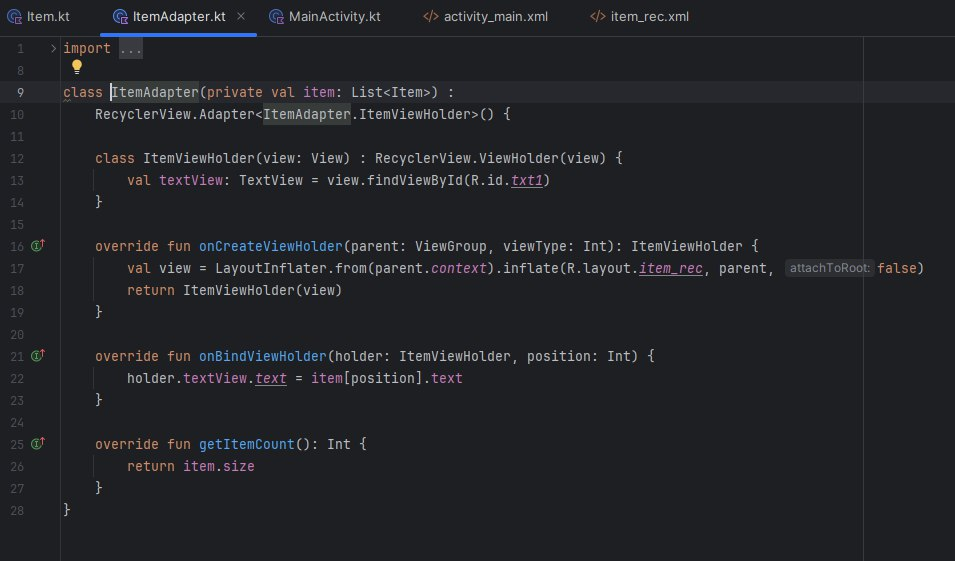 Item.kt ItemAdapter.kt × MainActivity.kt </> activity_main.xml </> item_rec.xml
1 > import ...
8
9 class ItemAdapter(private val item: List<Item>) :
10 RecyclerView.Adapter<ItemAdapter.ItemViewHolder>() {
11
12 class ItemViewHolder(view: View) : RecyclerView.ViewHolder(view) {
13 val textView: TextView = view.findViewById(R.id.txt1)
14 }
15
16 override fun onCreateViewHolder(parent: ViewGroup, viewType: Int): ItemViewHolder {
17 val view = LayoutInflater.from(parent.context).inflate(R.layout.item_rec, parent, attachToRoot: false)
18 return ItemViewHolder(view)
19 }
20
21 override fun onBindViewHolder(holder: ItemViewHolder, position: Int) {
22 holder.textView.text = item[position].text
23 }
24
25 override fun getItemCount(): Int {
26 return item.size
27 }
28 }